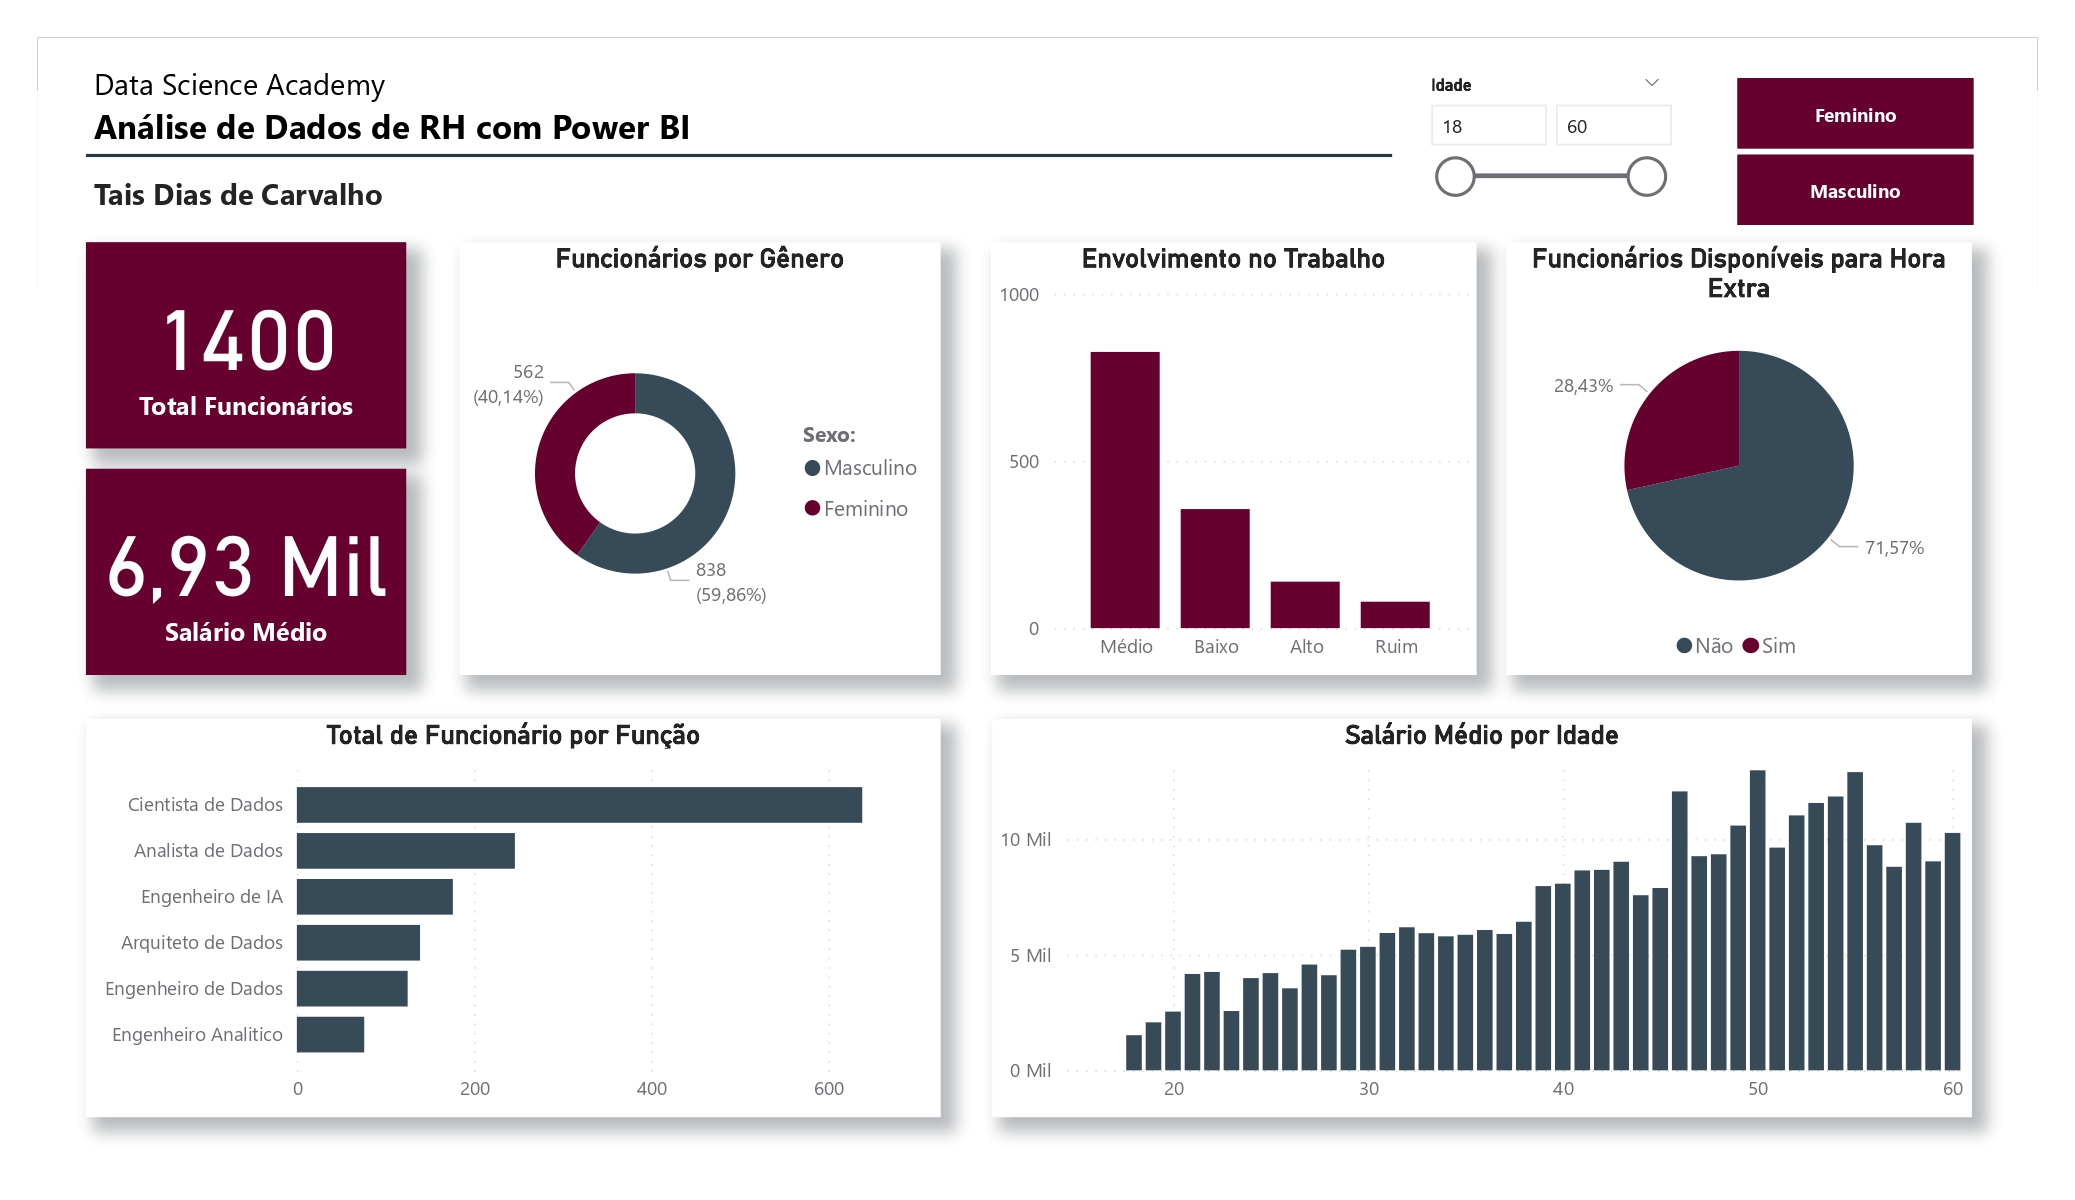 Data Science Academy
Análise de Dados de RH com Power BI
Tais Dias de Carvalho
Idade
18
60
Feminino
Masculino
1400
Total Funcionários
6,93 Mil
Salário Médio
Funcionários por Gênero
562
(40,14%)
838
(59,86%)
Sexo:
Masculino
Feminino
Envolvimento no Trabalho
1000
500
0
Médio
Baixo
Alto
Ruim
Funcionários Disponíveis para Hora
Extra
28,43%
71,57%
Não
Sim
Total de Funcionário por Função
Cientista de Dados
Analista de Dados
Engenheiro de IA
Arquiteto de Dados
Engenheiro de Dados
Engenheiro Analitico
0
200
400
600
Salário Médio por Idade
10 Mil
5 Mil
0 Mil
20
30
40
50
60